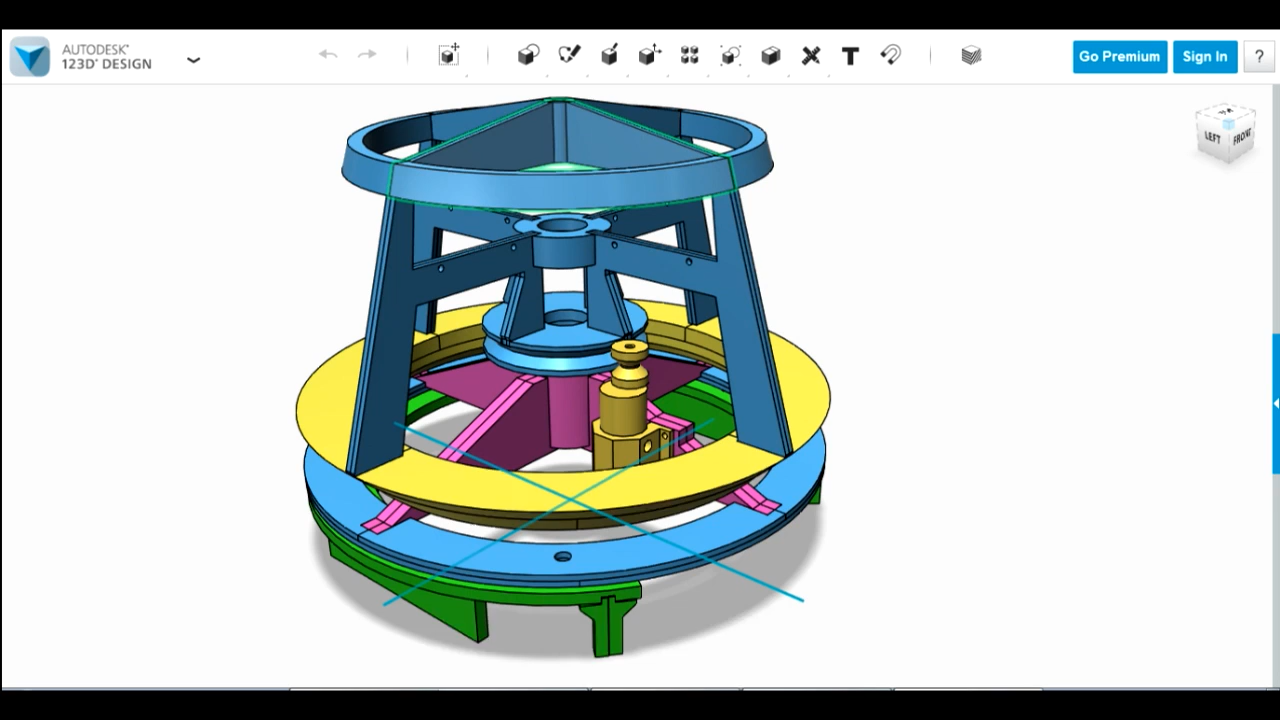 AUTODESK®
123D® DESIGN
T
Go Premium
Sign In
?
LEFT
FRONT